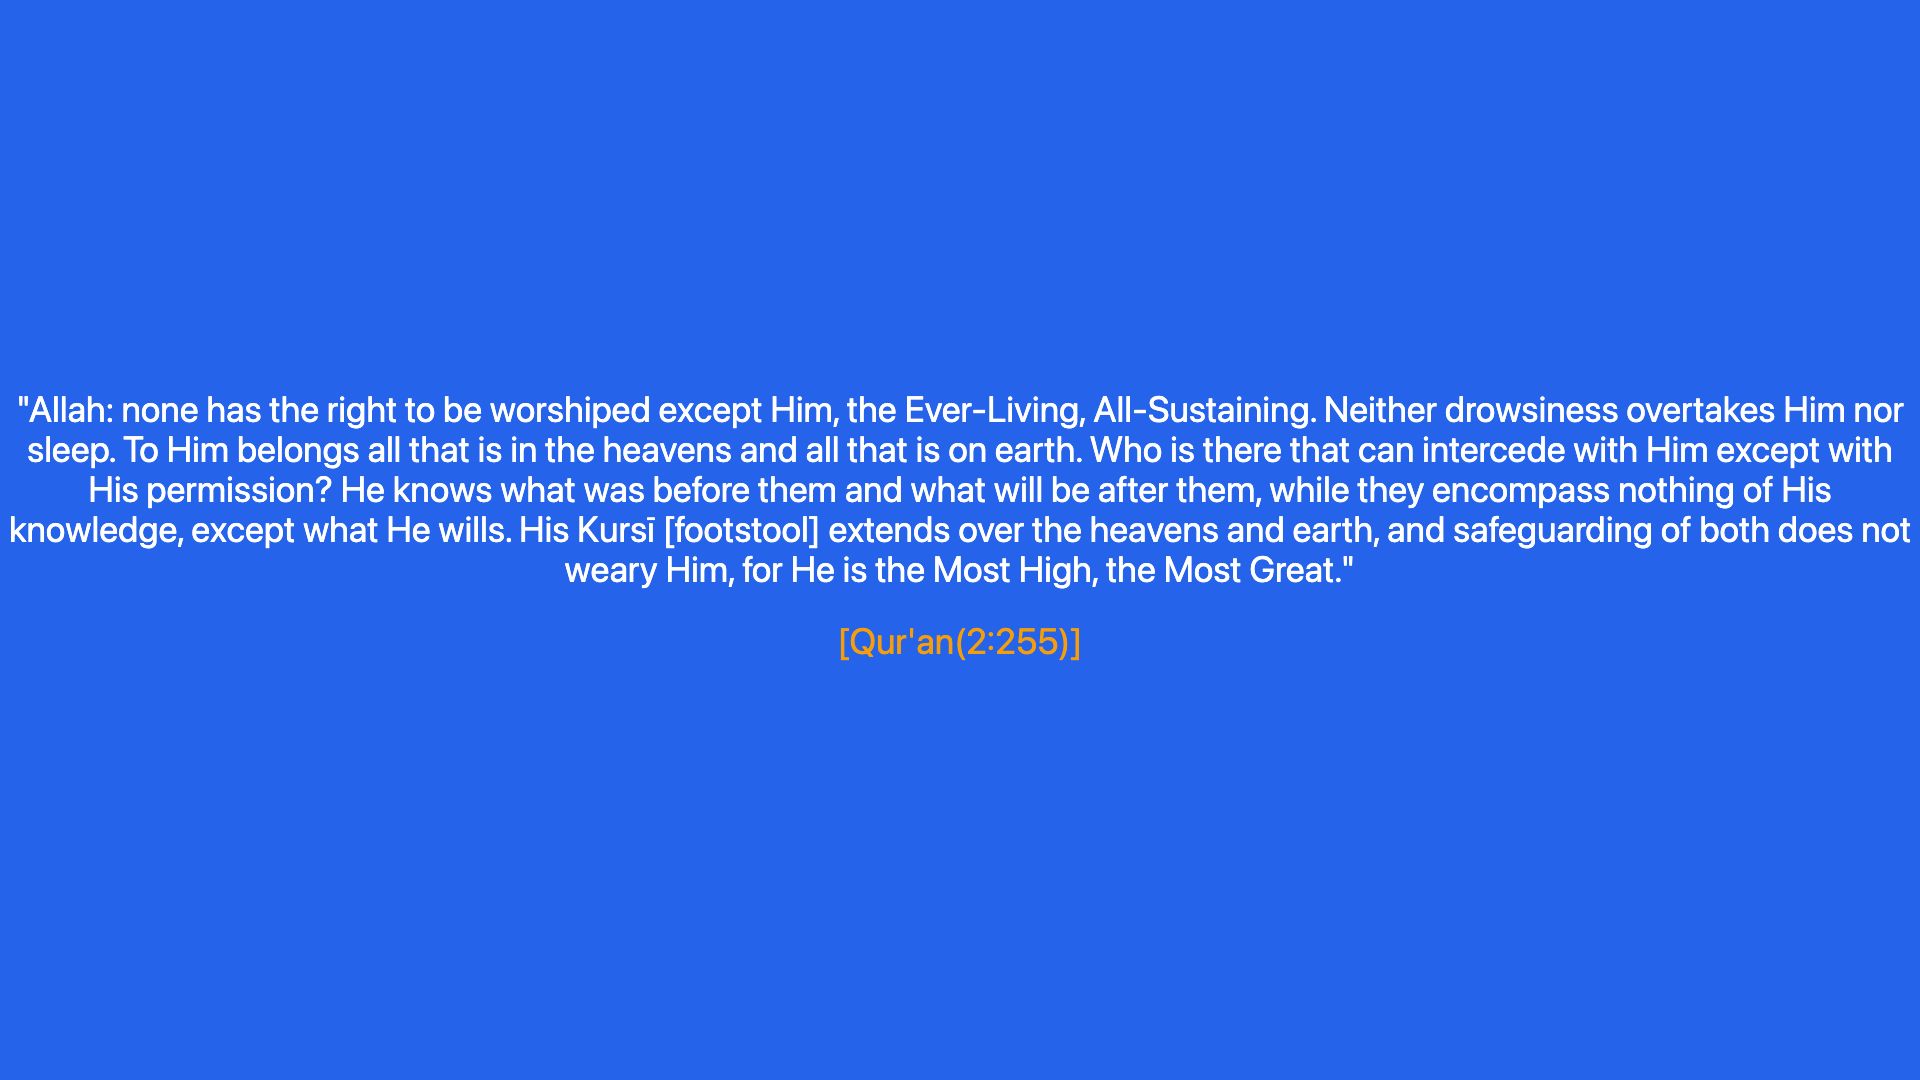 "Allah: none has the right to be worshiped except Him, the Ever-Living, All-Sustaining. Neither drowsiness overtakes Him nor
sleep. To Him belongs all that is in the heavens and all that is on earth. Who is there that can intercede with Him except with
His permission? He knows what was before them and what will be after them, while they encompass nothing of His
knowledge, except what He wills. His Kursī [footstool] extends over the heavens and earth, and safeguarding of both does not
weary Him, for He is the Most High, the Most Great."
[Qur'an(2:255)]